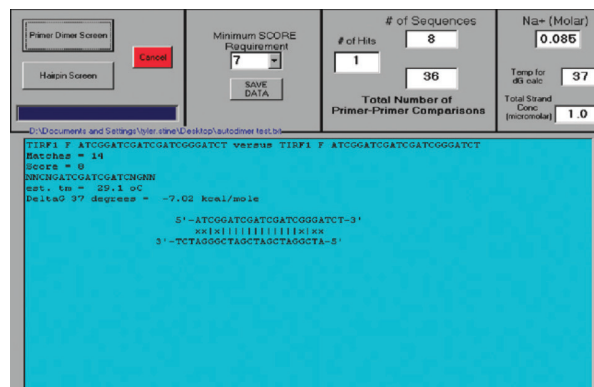 Primer Dimer Screen
Hairpin Screen
Cancel
Minimum SCORE
Requirement
7
SAVE
DATA
# of Sequences
# of Hits
8
1
36
Total Number of
Primer-Primer Comparisons
Na+ (Molar)
0.085
Temp for
dG calc
37
Total Strand
Conc
(micromolar)
1.0
D:\Documents and Settings\tyler.stine\Desktop\autodimer test.txt
TIRF1 F ATCGGATCGATCGATCGGGATCT versus TIRF1 F ATCGGATCGATCGATCGGGATCT
Matches = 14
Score = 8
NNCNGATCGATCGATCNGNN
est. tm = 29.1 oC
DeltaG 37 degrees = -7.02 kcal/mole
5'-ATCGGATCGATCGATCGGGATCT-3'
xx|x||||||||||||x|xx
3'-TCTAGGGCTAGCTAGCTAGGCTA-5'